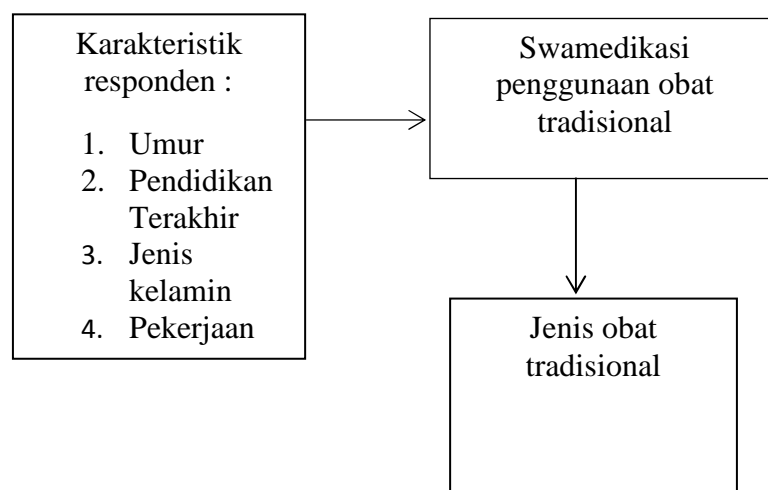 Karakteristik
responden :
1. Umur
2. Pendidikan
Terakhir
3. Jenis
kelamin
4. Pekerjaan
Swamedikasi
penggunaan obat
tradisional
Jenis obat
tradisional